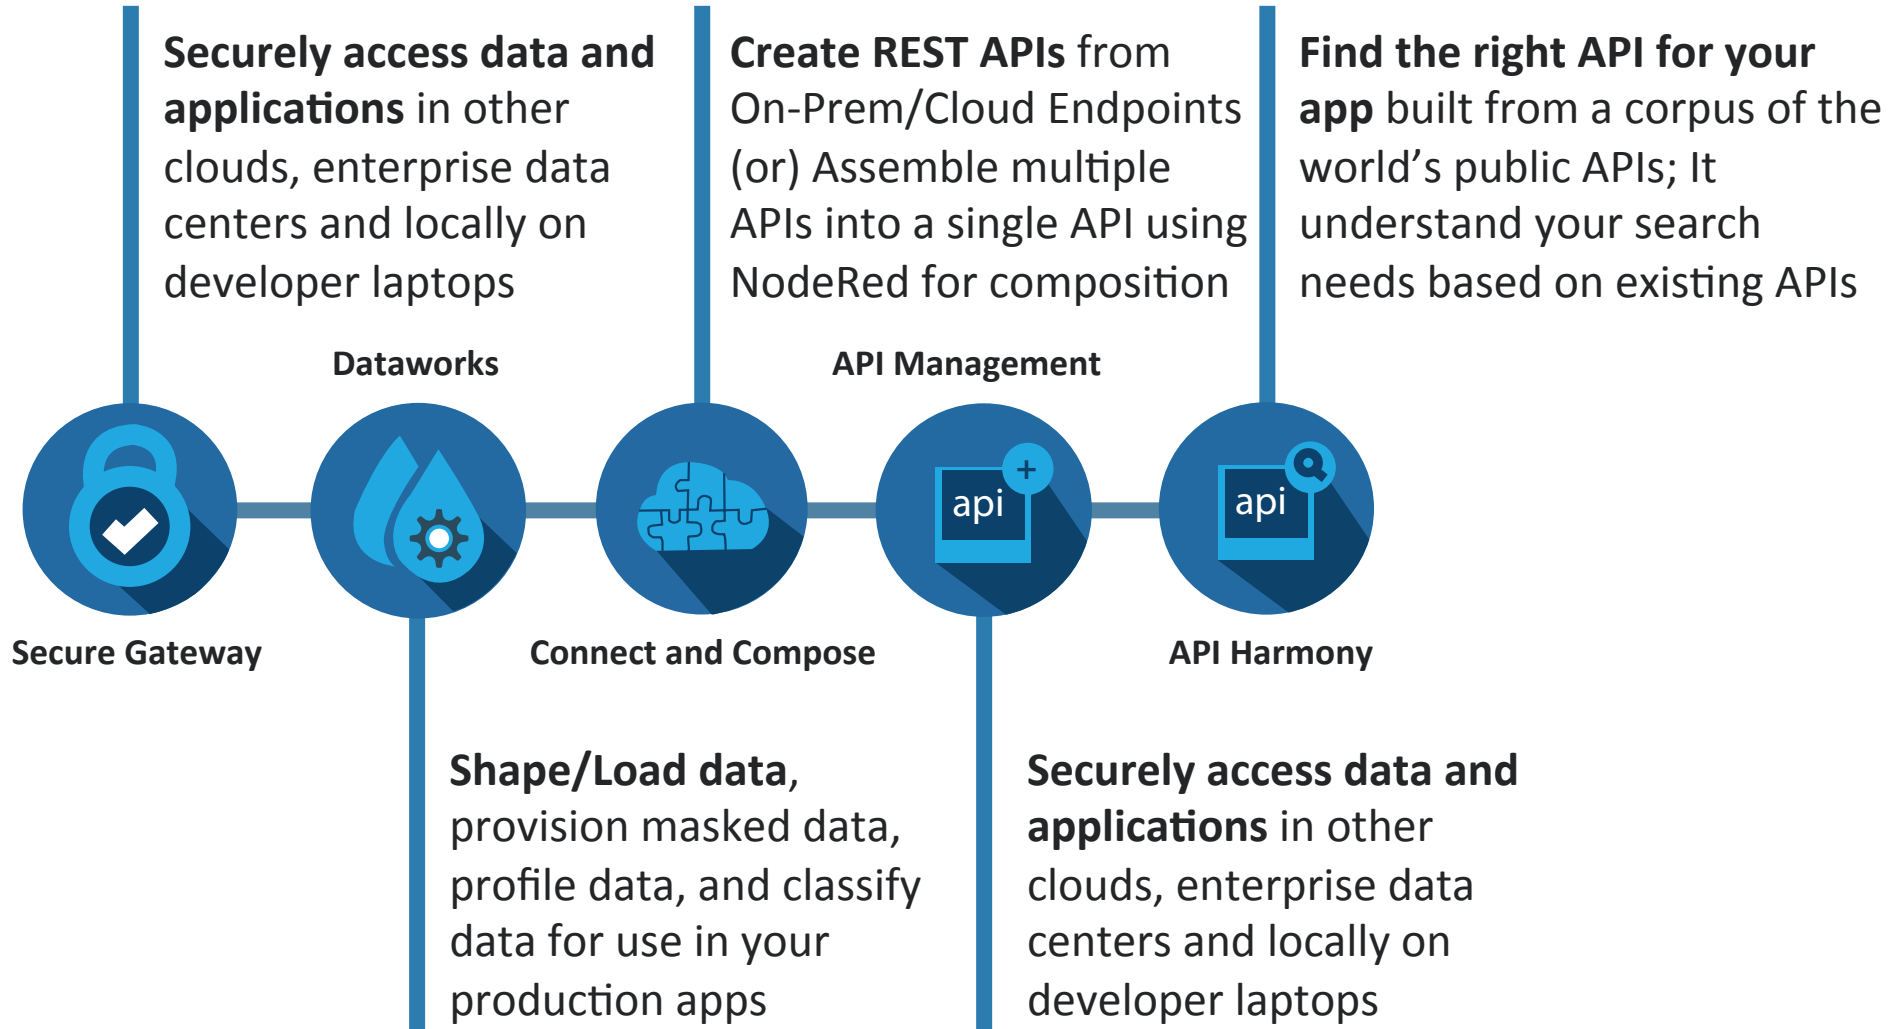 Securely access data and
applications in other
clouds, enterprise data
centers and locally on
developer laptops
Create REST APIs from
On-Prem/Cloud Endpoints
(or) Assemble multiple
APIs into a single API using
NodeRed for composition
Find the right API for your
app built from a corpus of the
world's public APIs; It
understand your search
needs based on existing APIs
Dataworks
API Management
api
+
api
Secure Gateway
Connect and Compose
API Harmony
Shape/Load data,
provision masked data,
profile data, and classify
data for use in your
production apps
Securely access data and
applications in other
clouds, enterprise data
centers and locally on
developer laptops